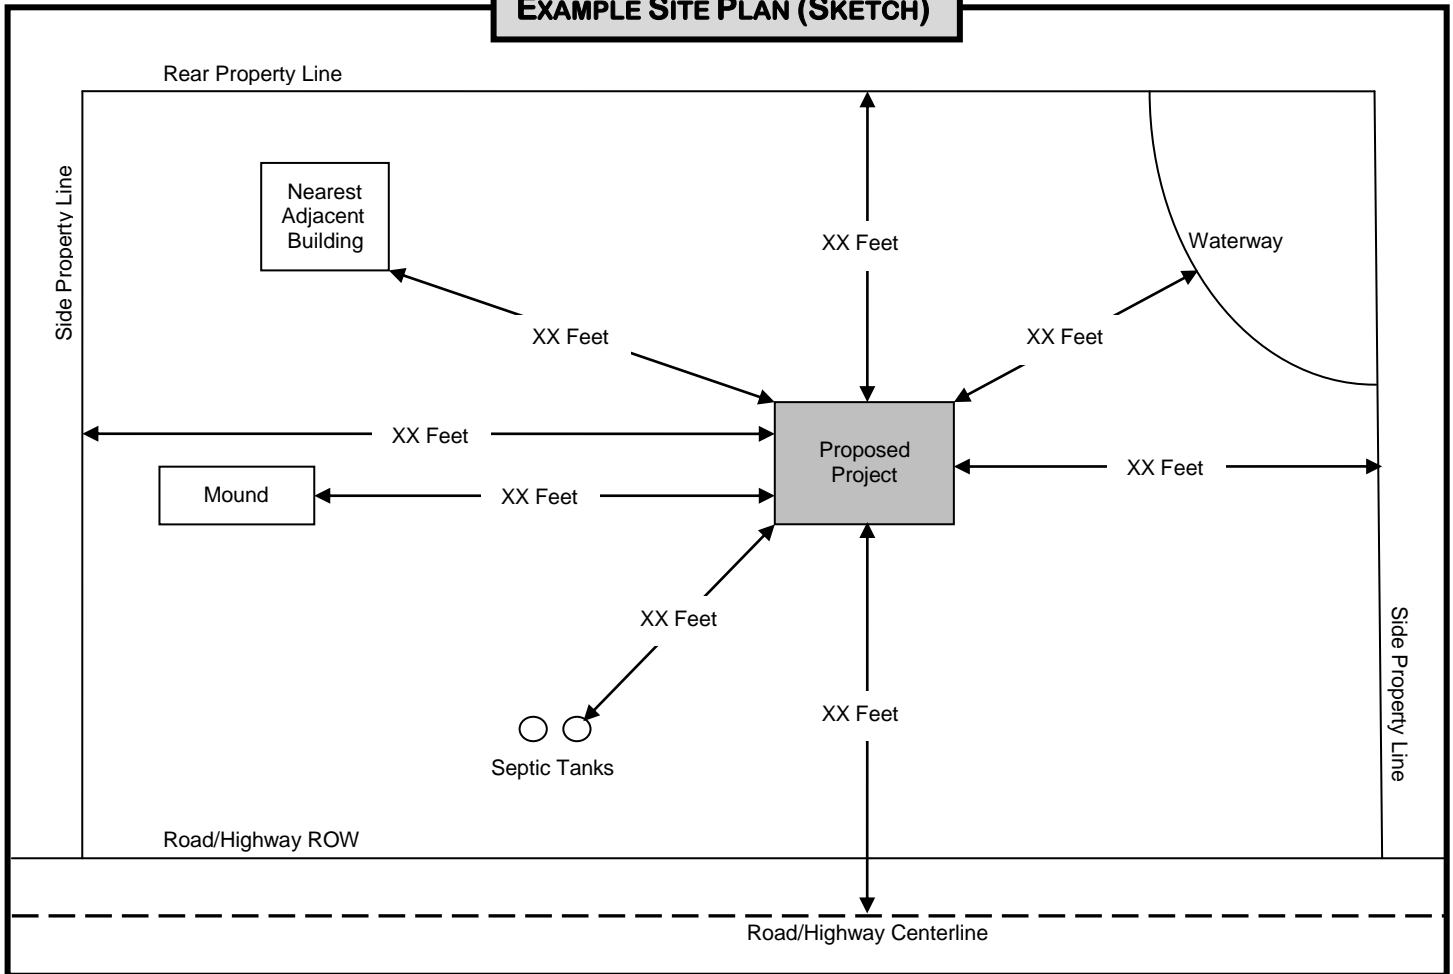 EXAMPLE SITE PLAN (SKETCH)
Rear Property Line
Side Property Line
Nearest
Adjacent
Building
XX Feet
Waterway
XX Feet
XX Feet
XX Feet
Proposed
Project
XX Feet
Mound
XX Feet
XX Feet
Side Property Line
XX Feet
Septic Tanks
Road/Highway ROW
Road/Highway Centerline